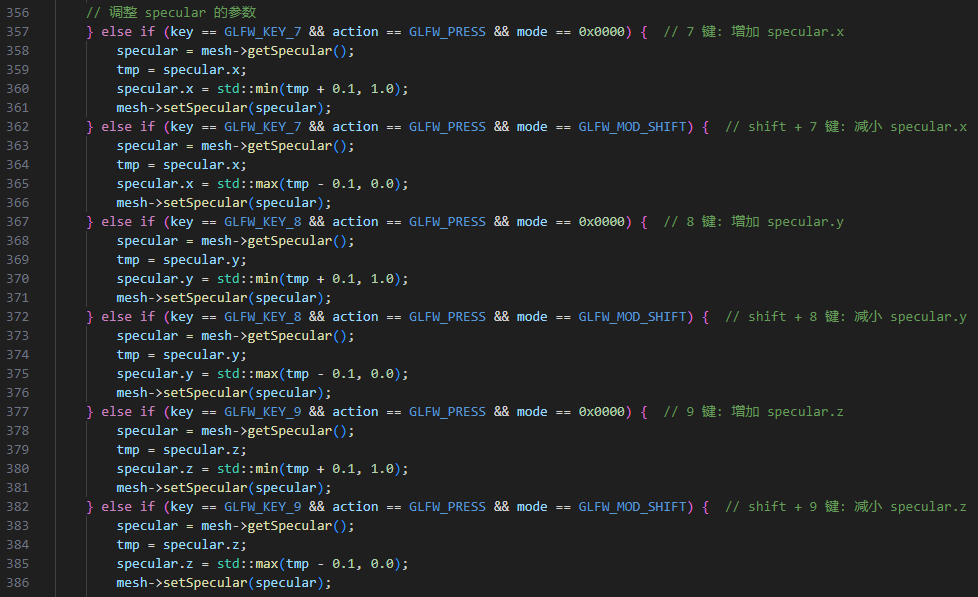 356 // 调整 specular 的参数
357 } else if (key == GLFW_KEY_7 && action == GLFW_PRESS && mode == 0x0000) { // 7 键: 增加 specular.x
358 specular = mesh->getSpecular();
359 tmp = specular.x;
360 specular.x = std::min(tmp + 0.1, 1.0);
361 mesh->setSpecular(specular);
362 } else if (key == GLFW_KEY_7 && action == GLFW_PRESS && mode == GLFW_MOD_SHIFT) { // shift + 7 键: 减小 specular.x
363 specular = mesh->getSpecular();
364 tmp = specular.x;
365 specular.x = std::max(tmp - 0.1, 0.0);
366 mesh->setSpecular(specular);
367 } else if (key == GLFW_KEY_8 && action == GLFW_PRESS && mode == 0x0000) { // 8 键: 增加 specular.y
368 specular = mesh->getSpecular();
369 tmp = specular.y;
370 specular.y = std::min(tmp + 0.1, 1.0);
371 mesh->setSpecular(specular);
372 } else if (key == GLFW_KEY_8 && action == GLFW_PRESS && mode == GLFW_MOD_SHIFT) { // shift + 8 键: 减小 specular.y
373 specular = mesh->getSpecular();
374 tmp = specular.y;
375 specular.y = std::max(tmp - 0.1, 0.0);
376 mesh->setSpecular(specular);
377 } else if (key == GLFW_KEY_9 && action == GLFW_PRESS && mode == 0x0000) { // 9 键: 增加 specular.z
378 specular = mesh->getSpecular();
379 tmp = specular.z;
380 specular.z = std::min(tmp + 0.1, 1.0);
381 mesh->setSpecular(specular);
382 } else if (key == GLFW_KEY_9 && action == GLFW_PRESS && mode == GLFW_MOD_SHIFT) { // shift + 9 键: 减小 specular.z
383 specular = mesh->getSpecular();
384 tmp = specular.z;
385 specular.z = std::max(tmp - 0.1, 0.0);
386 mesh->setSpecular(specular);